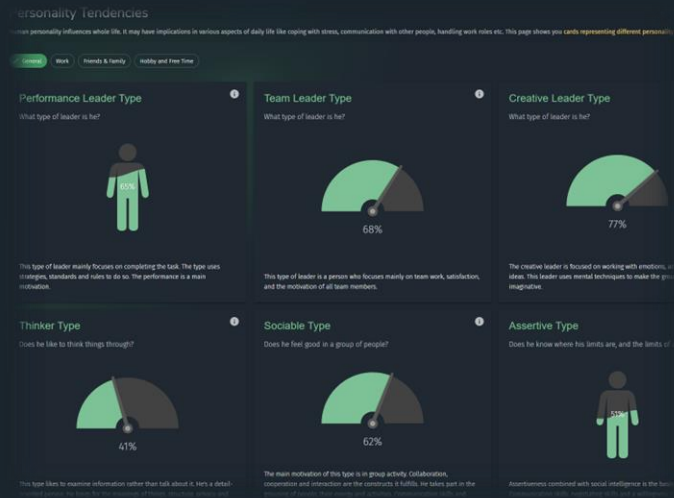 Personality Tendencies
personality influences whole life. It may have implications in various aspects of daily life like coping with stress, communication with other people, handling work roles etc. This page shows you cards representing different personality
General Work Friends & Family Hobby and Free Time
Performance Leader Type
What type of leader is he?
65%
This type of leader mainly focuses on completing the task. The type uses
strategies, standards and rules to do so. The performance is a main
motivation.
Team Leader Type
What type of leader is he?
68%
This type of leader is a person who focuses mainly on team work, satisfaction,
and the motivation of all team members.
Creative Leader Type
What type of leader is he?
77%
The creative leader is focused on working with emotions,
ideas. This leader uses mental techniques to make the
imaginative.
Thinker Type
Does he like to think things through?
41%
This type likes to examine information rather than talk about it. He's a detail-
Sociable Type
Does he feel good in a group of people?
62%
The main motivation of this type is in group activity. Collaboration,
cooperation and interaction are the constructs it fulfills. He takes part in the
Assertive Type
Does he know where his limits are, and the limits of
51%
Assertiveness combined with social intelligence is the